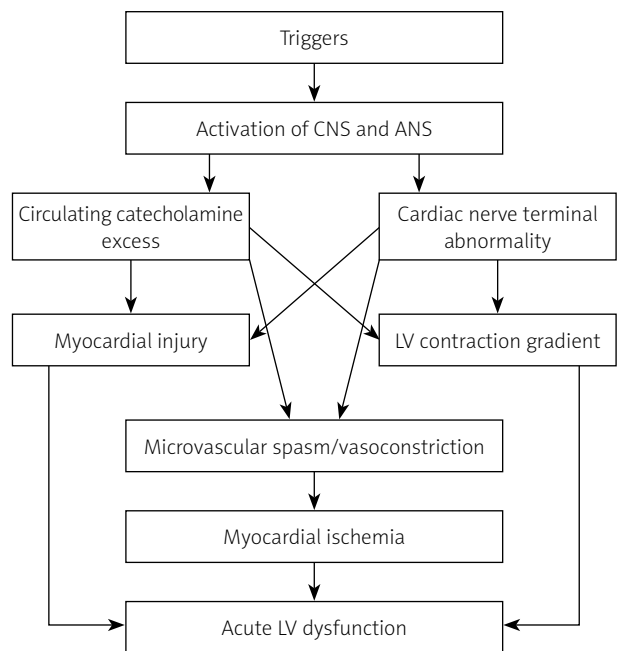 Triggers
Activation of CNS and ANS
Circulating catecholamine
excess
Cardiac nerve terminal
abnormality
Myocardial injury
LV contraction gradient
Microvascular spasm/vasoconstriction
Myocardial ischemia
Acute LV dysfunction